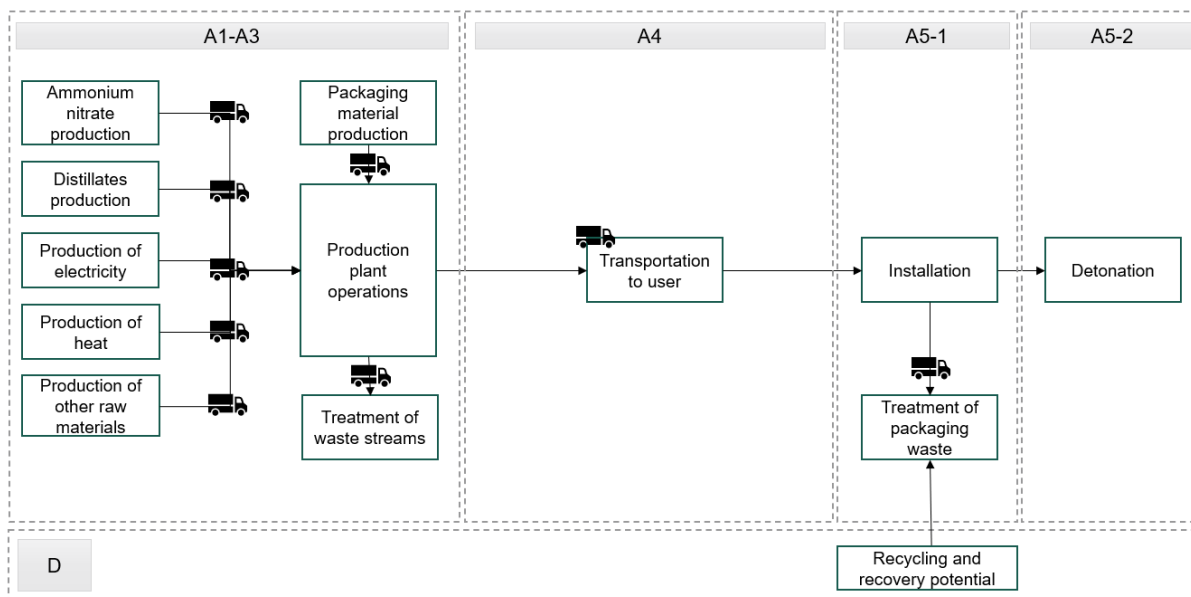 A1-A3
A4
A5-1
A5-2
Ammonium
nitrate
production
Packaging
material
production
Distillates
production
Production of
electricity
Production
plant
operations
Production of
heat
Production of
other raw
materials
Treatment of
waste streams
Transportation
to user
Installation
Detonation
Treatment of
packaging
waste
D
Recycling and
recovery potential